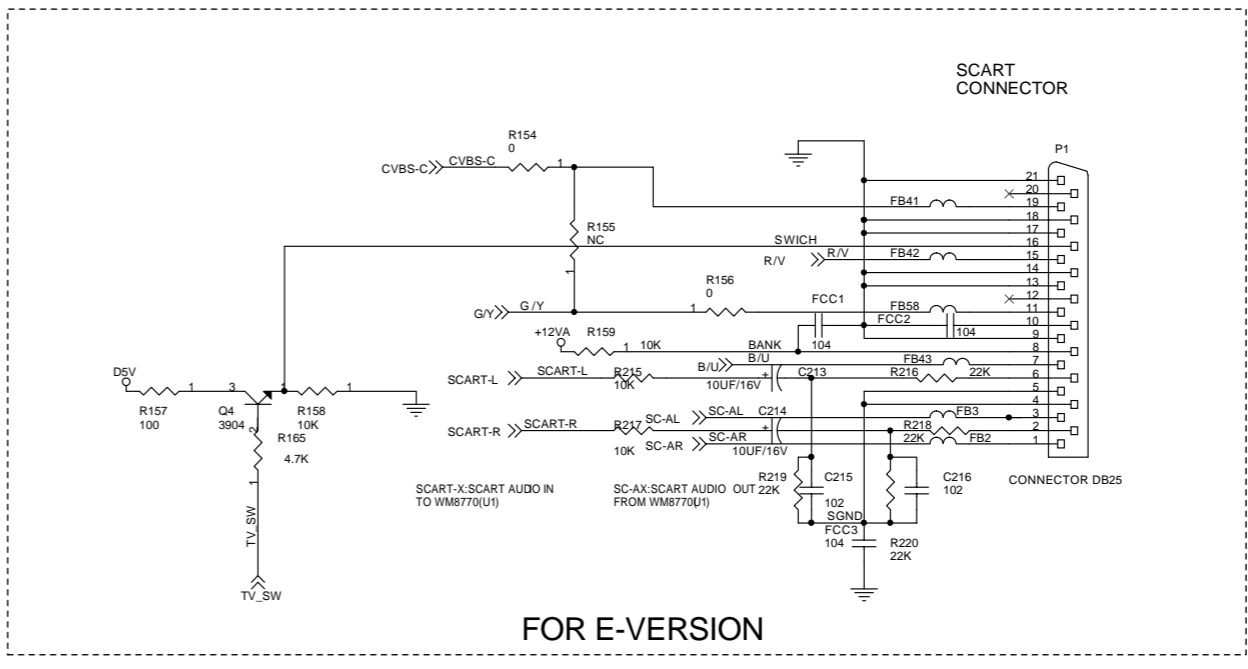 SCART
CONNECTOR
P1
R154
0
CVBS-C
CVBS-C
1
21
20
FB41
19
18
17
R155
NC
SWICH
16
R/V
R/V
FB42
15
14
13
1
R156
0
12
FCC1
G/Y
G/Y
1
FB58
11
FCC2
10
104
+12VA
R159
1
10K
BANK
104
9
8
B/U
B/U
FB43
7
D5V
SCART-L
SCART-L
R215
10K
10UF/16V
+
C213
R216
22K
6
5
1
3
1
1
4
R157
100
Q4
3904
R158
10K
SC-AL
SC-AL
C214
FB3
3
2
R165
4.7K
SCART-R
SCART-R
R217
10K
SC-AR
SC-AR
+
10UF/16V
R218
22K
FB2
2
1
1
SCART-X:SCART AUDIO IN
TO WM8770(U1)
SC-AX:SCART AUDIO OUT
FROM WM8770(U1)
R219
22K
C215
102
C216
102
CONNECTOR DB25
TV_SW
SGND
FCC3
104
R220
22K
TV_SW
FOR E-VERSION